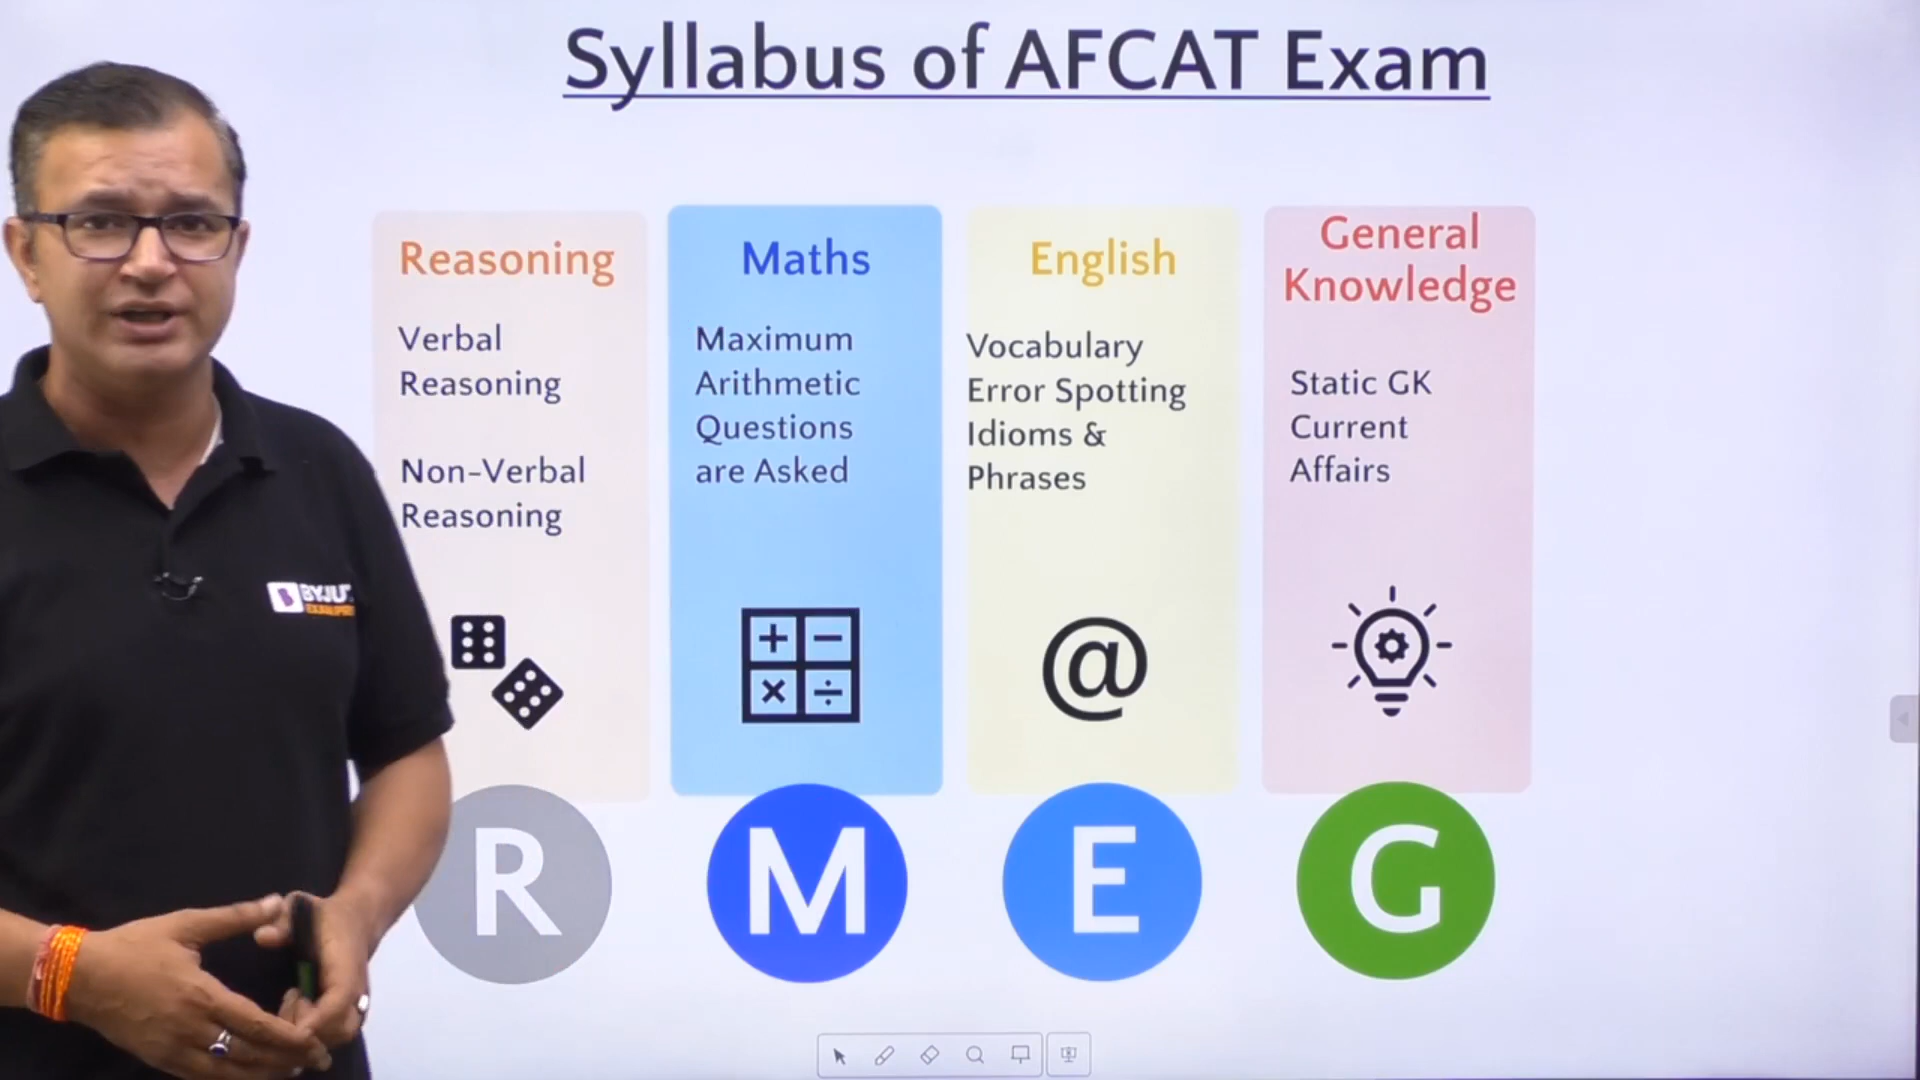 Syllabus of AFCAT Exam
Reasoning
Verbal
Reasoning
Non-Verbal
Reasoning
R
Maths
Maximum
Arithmetic
Questions
are Asked
+ −
× ÷
M
English
Vocabulary
Error Spotting
Idioms &
Phrases
@
E
General
Knowledge
Static GK
Current
Affairs
G